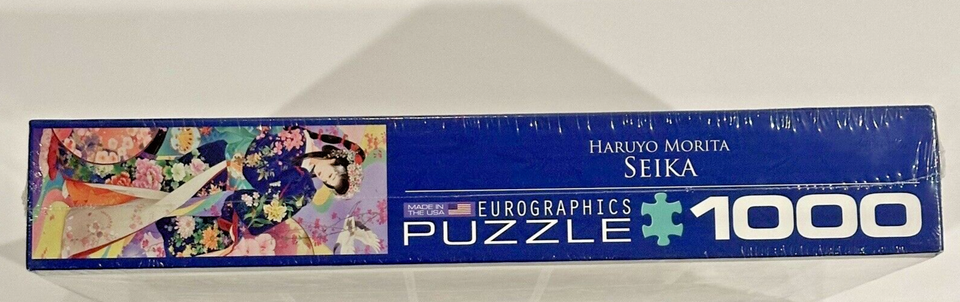 HARUYO MORITA
SEIKA
MADE IN
THE USA
EUROGRAPHICS
PUZZLE
1000